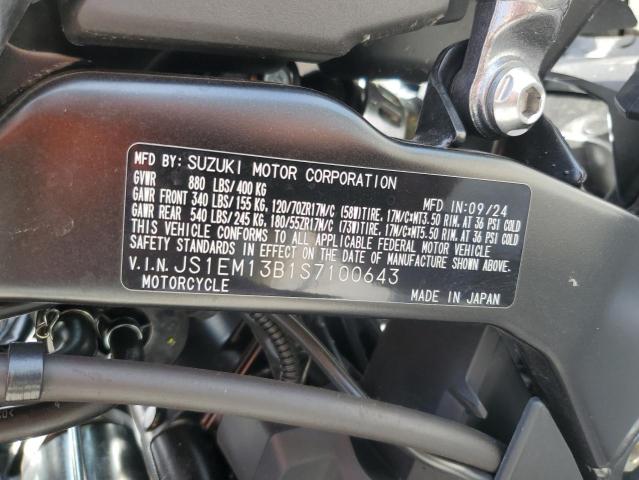 MFD BY: SUZUKI MOTOR CORPORATION
GVWR 880 LBS/400 KG MFD IN:09/24
GAWR FRONT 340 LBS/155 KG, 120/70ZR17M/C (58W)TIRE, 17M/C×MT3.50 RIM. AT 36 PSI COLD
GAWR REAR 540 LBS/245 KG, 180/55ZR17M/C (73W)TIRE, 17M/C×MT5.50 RIM. AT 36 PSI COLD
THIS VEHICLE CONFORMS TO ALL APPLICABLE FEDERAL MOTOR VEHICLE
SAFETY STANDARDS IN EFFECT ON THE DATE OF MANUFACTURE SHOWN ABOVE.
V.I.N. JS1EM13B1S7100643
MOTORCYCLE MADE IN JAPAN